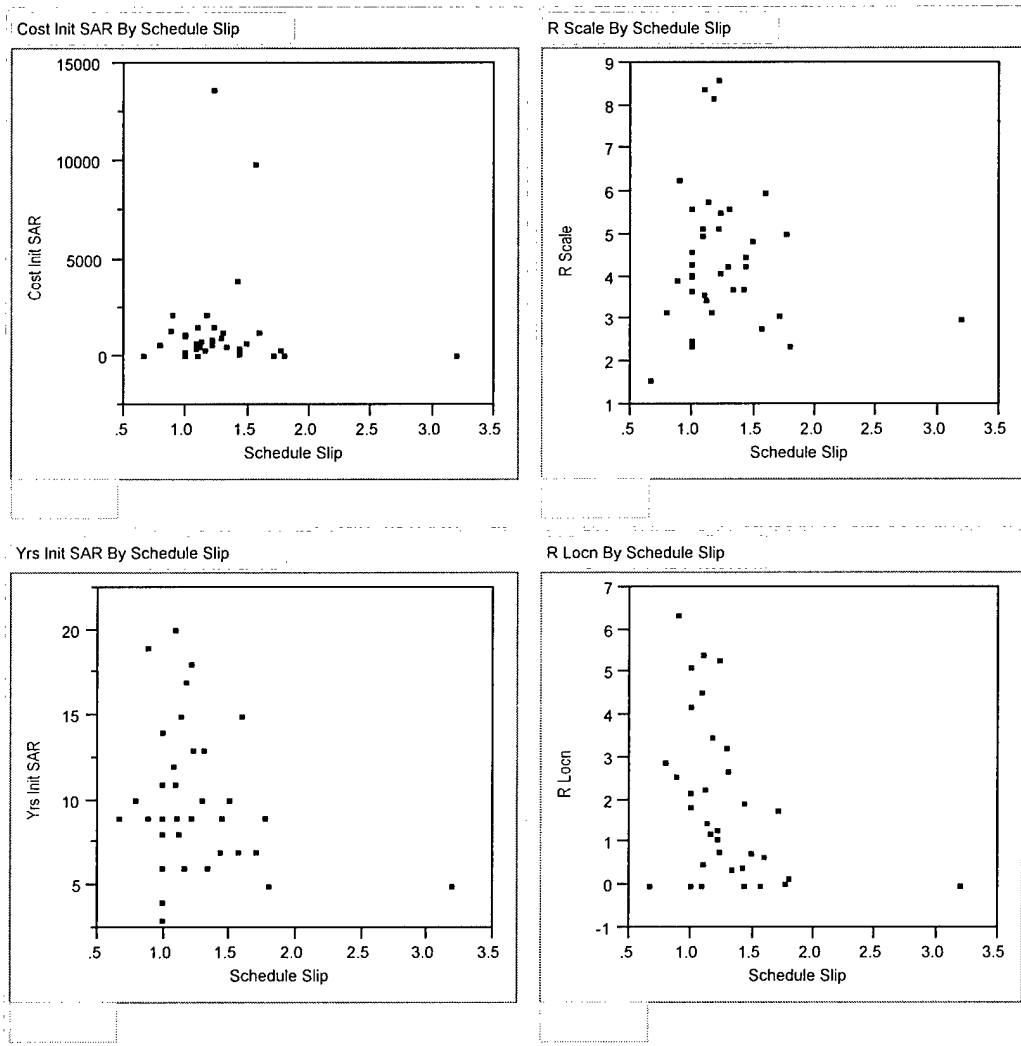 Cost Init SAR By Schedule Slip
15000
10000
5000
0
Cost Init SAR
.5 1.0 1.5 2.0 2.5 3.0 3.5
Schedule Slip
R Scale By Schedule Slip
9
8
7
6
5
4
3
2
1
R Scale
.5 1.0 1.5 2.0 2.5 3.0 3.5
Schedule Slip
Yrs Init SAR By Schedule Slip
20
15
10
5
Yrs Init SAR
.5 1.0 1.5 2.0 2.5 3.0 3.5
Schedule Slip
R Locn By Schedule Slip
7
6
5
4
3
2
1
0
-1
R Locn
.5 1.0 1.5 2.0 2.5 3.0 3.5
Schedule Slip